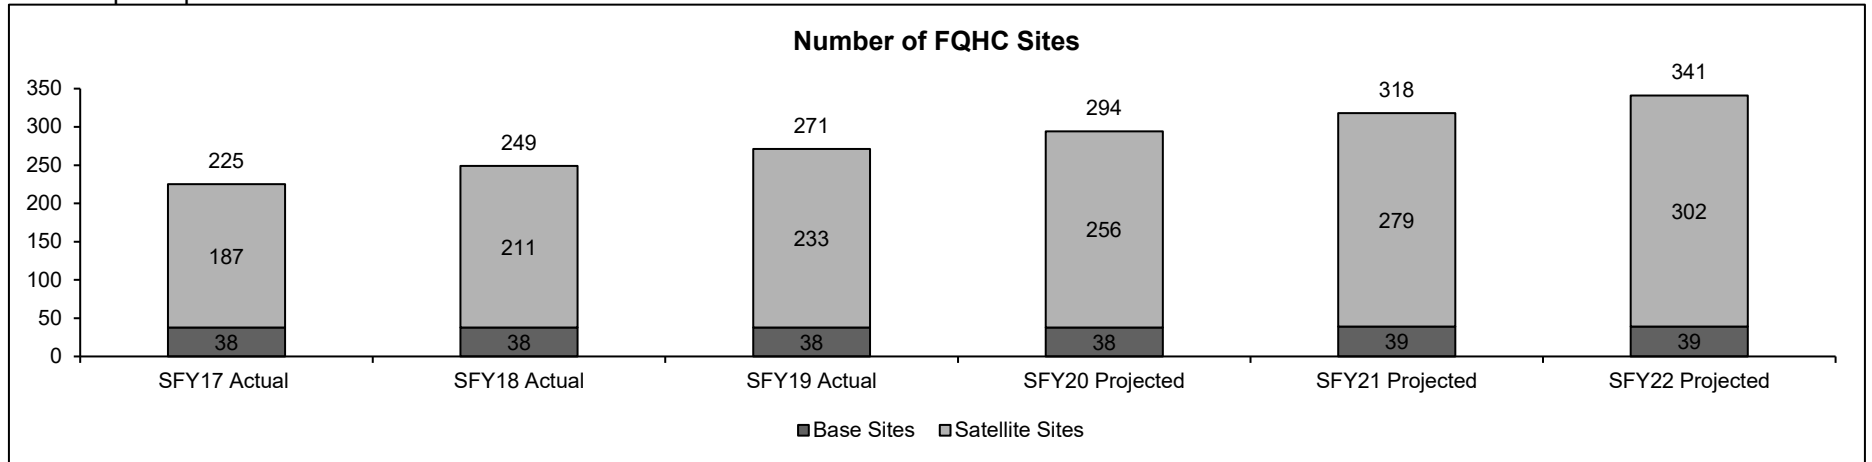 Number of FQHC Sites
350
300
250
200
150
100
50
0
225
249
271
294
318
341
187
211
233
256
279
302
38
38
38
38
39
39
SFY17 Actual
SFY18 Actual
SFY19 Actual
SFY20 Projected
SFY21 Projected
SFY22 Projected
Base Sites
Satellite Sites